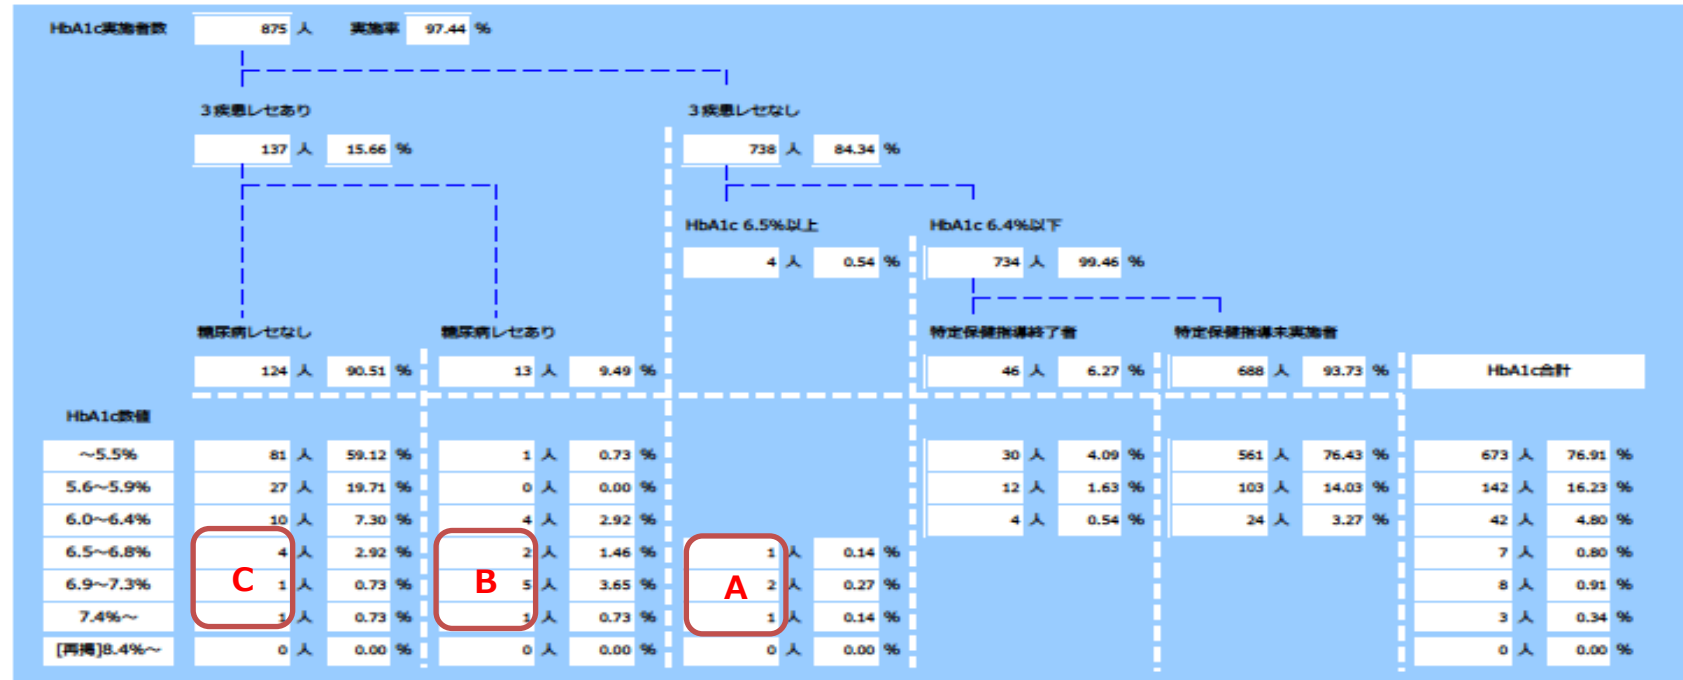 HbA1c実施者数 875 人 実施率 97.44 %
3疾患レセあり 3疾患レセなし
137 人 15.66 % 738 人 84.34 %
HbA1c 6.5%以上 HbA1c 6.4%以下
4 人 0.54 % 734 人 99.46 %
糖尿病レセなし 糖尿病レセあり 特定保健指導終了者 特定保健指導未実施者
124 人 90.51 % 13 人 9.49 % 46 人 6.27 % 688 人 93.73 % HbA1c合計
HbA1c数値
~5.5% 81 人 59.12 % 1 人 0.73 % 30 人 4.09 % 561 人 76.43 % 673 人 76.91 %
5.6~5.9% 27 人 19.71 % 0 人 0.00 % 12 人 1.63 % 103 人 14.03 % 142 人 16.23 %
6.0~6.4% 10 人 7.30 % 4 人 2.92 % 4 人 0.54 % 24 人 3.27 % 42 人 4.80 %
6.5~6.8% 4 人 2.92 % 2 人 1.46 % 1 人 0.14 % 7 人 0.80 %
6.9~7.3% C 1 人 0.73 % B 5 人 3.65 % A 2 人 0.27 % 8 人 0.91 %
7.4%~ 1 人 0.73 % 1 人 0.73 % 1 人 0.14 % 3 人 0.34 %
[再掲]8.4%~ 0 人 0.00 % 0 人 0.00 % 0 人 0.00 % 0 人 0.00 %